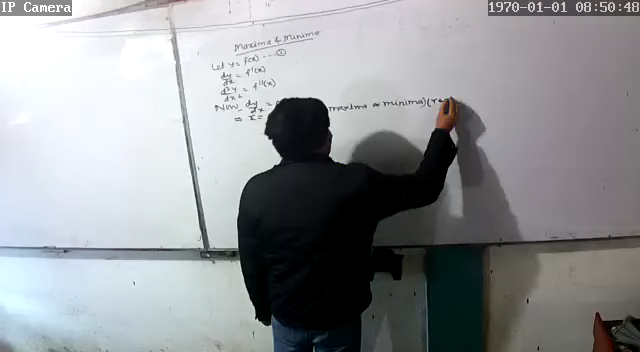 IP Camera
1970-01-01 08:50:48
Maxima & Minima
Let y = f(x) ---- ①
dy/dx = f'(x)
d²y/dx² = f''(x)
Now, dy/dx = maxima or minima)
⇒ x =